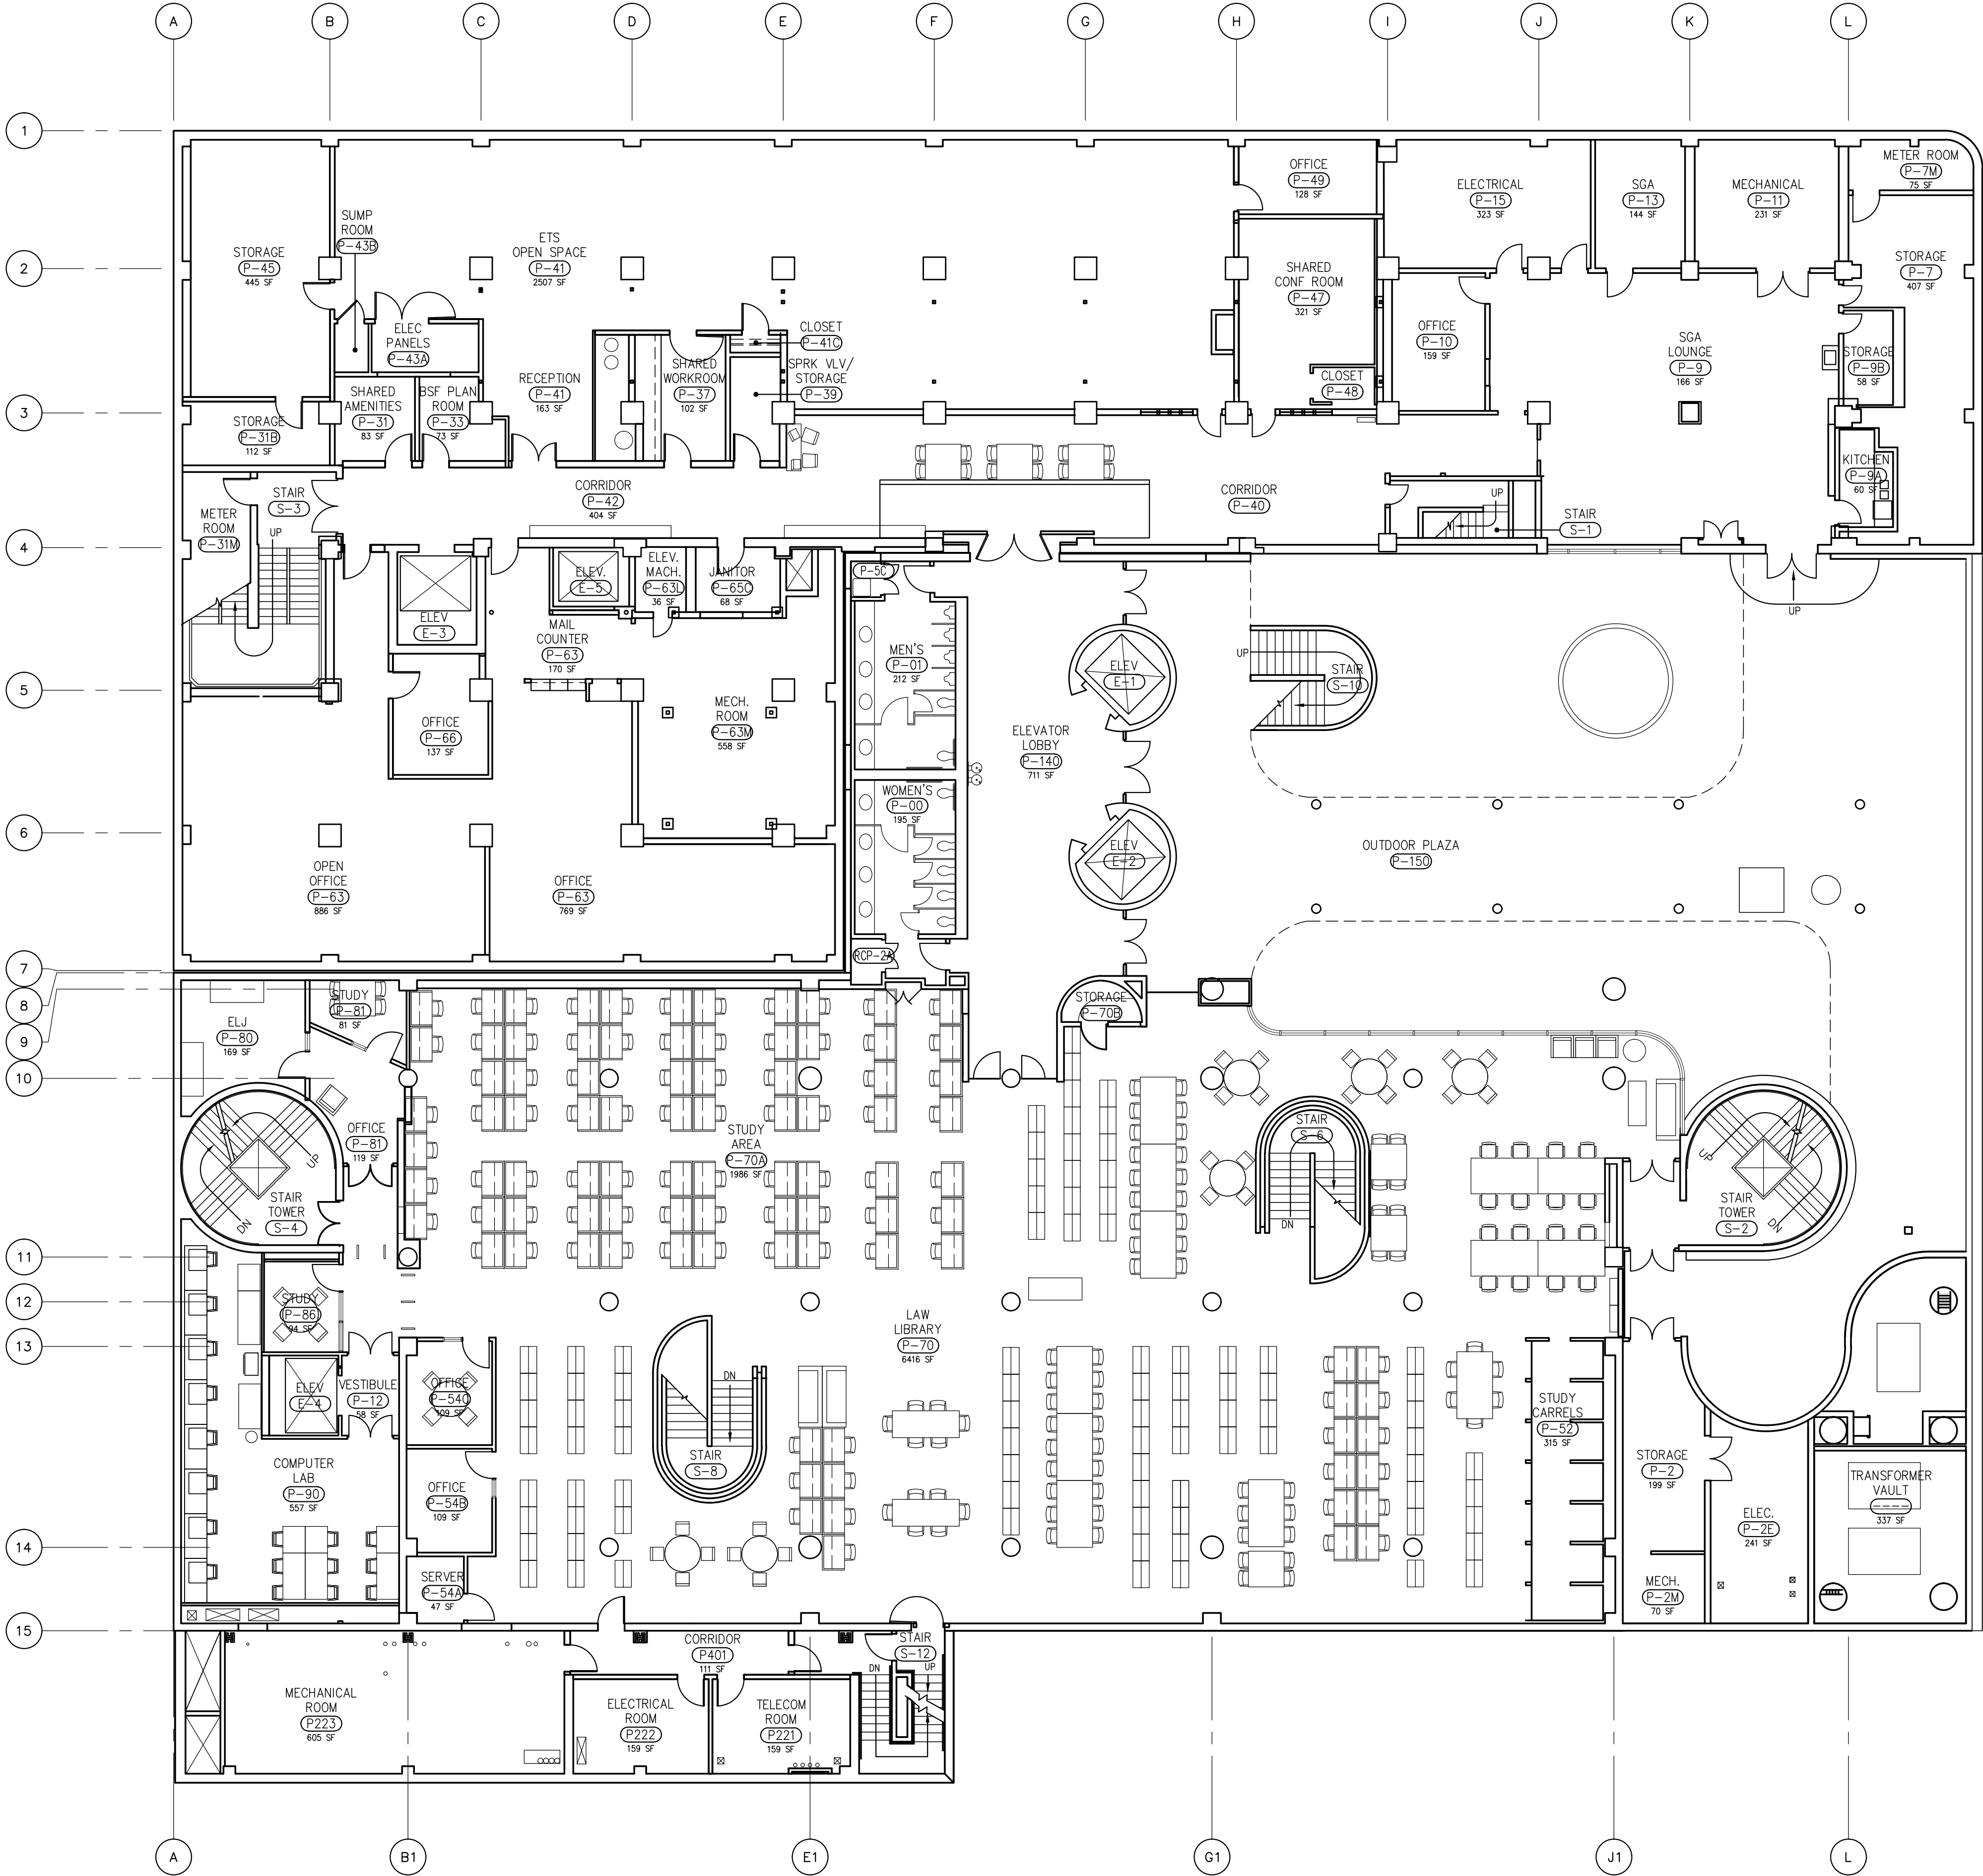 A B C D E F G H I J K L
1
2
3
4
5
6
7
8
9
10
11
12
13
14
15
STORAGE
P-45
445 SF
SUMP
ROOM
P-43B
ETS
OPEN SPACE
P-41
2507 SF
ELEC
PANELS
P-43A
OFFICE
P-49
128 SF
SHARED
CONF ROOM
P-47
321 SF
CLOSET
P-48
ELECTRICAL
P-15
323 SF
SGA
P-13
144 SF
MECHANICAL
P-11
231 SF
METER ROOM
P-7M
75 SF
STORAGE
P-7
407 SF
OFFICE
P-10
159 SF
SGA
LOUNGE
P-9
166 SF
STORAGE
P-9B
58 SF
KITCHEN
P-9A
60 SF
STORAGE
P-31B
112 SF
SHARED
AMENITIES
P-31
83 SF
BSF PLAN
ROOM
P-33
73 SF
RECEPTION
P-41
163 SF
SHARED
WORKROOM
P-37
102 SF
CLOSET
P-41C
SPRK VLV/
STORAGE
P-39
METER
ROOM
P-31M
STAIR
S-3
UP
CORRIDOR
P-42
404 SF
CORRIDOR
P-40
UP
STAIR
S-1
UP
ELEV
E-3
ELEV.
E-5
ELEV.
MACH.
P-63L
36 SF
JANITOR
P-65C
68 SF
P-5C
MAIL
COUNTER
P-63
170 SF
OFFICE
P-66
137 SF
MECH.
ROOM
P-63M
558 SF
MEN'S
P-01
212 SF
WOMEN'S
P-00
195 SF
ELEVATOR
LOBBY
P-140
711 SF
ELEV
E-1
ELEV
E-2
UP
STAIR
S-10
OUTDOOR PLAZA
P-150
OPEN
OFFICE
P-63
886 SF
OFFICE
P-63
769 SF
RCP-2A
STORAGE
P-70B
ELJ
P-80
169 SF
STUDY
P-81
81 SF
OFFICE
P-81
119 SF
UP
DN
STAIR
TOWER
S-4
STUDY
AREA
P-70A
1986 SF
STAIR
S-6
DN
UP
DN
STAIR
TOWER
S-2
STUDY
P-86
94 SF
ELEV
E-4
VESTIBULE
P-12
58 SF
OFFICE
P-54C
109 SF
LAW
LIBRARY
P-70
6416 SF
DN
STAIR
S-8
COMPUTER
LAB
P-90
557 SF
OFFICE
P-54B
109 SF
SERVER
P-54A
47 SF
STUDY
CARRELS
P-52
315 SF
STORAGE
P-2
199 SF
ELEC.
P-2E
241 SF
MECH.
P-2M
70 SF
TRANSFORMER
VAULT
-----
337 SF
CORRIDOR
P401
111 SF
STAIR
S-12
DN
UP
MECHANICAL
ROOM
P223
605 SF
ELECTRICAL
ROOM
P222
159 SF
TELECOM
ROOM
P221
159 SF
A B1 E1 G1 J1 L